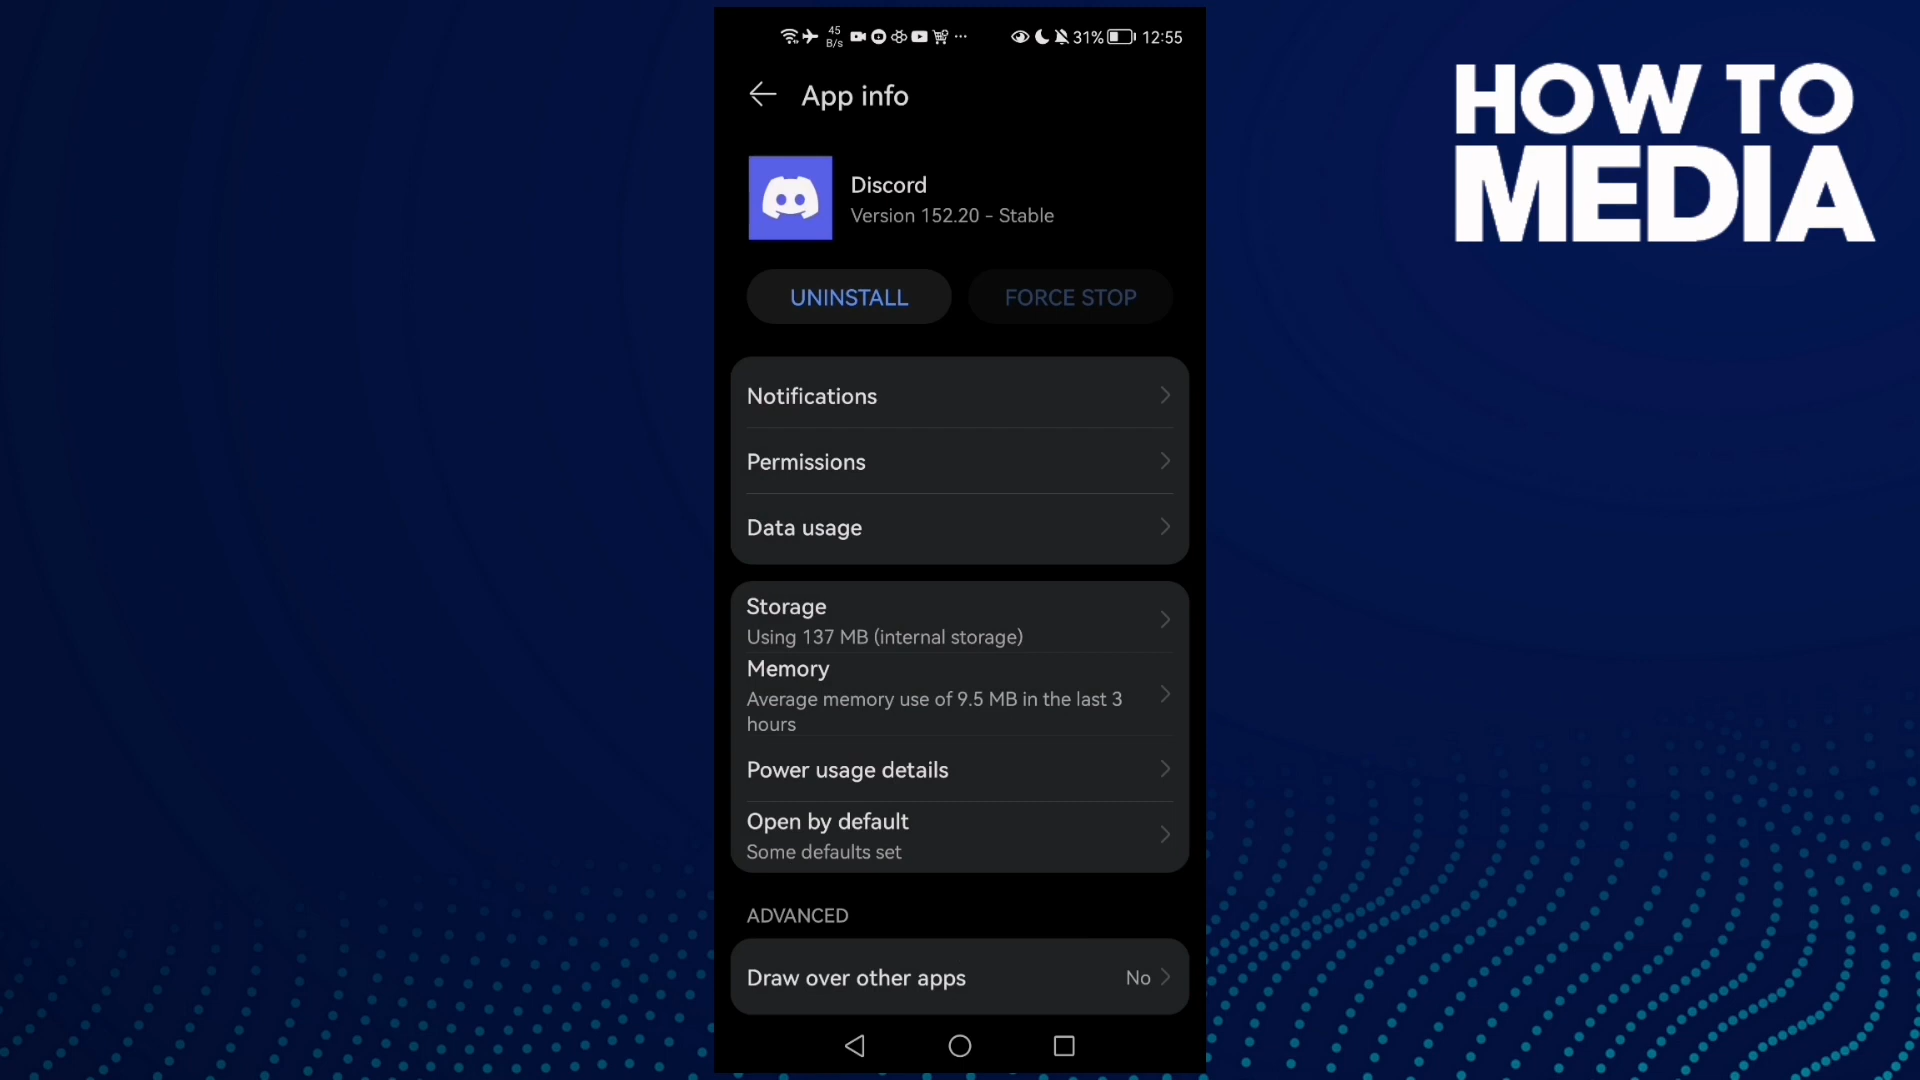 45
B/s
31%
12:55
App info
HOW TO
MEDIA
Discord
Version 152.20 - Stable
UNINSTALL
FORCE STOP
Notifications
Permissions
Data usage
Storage
Using 137 MB (internal storage)
Memory
Average memory use of 9.5 MB in the last 3
hours
Power usage details
Open by default
Some defaults set
ADVANCED
Draw over other apps
No